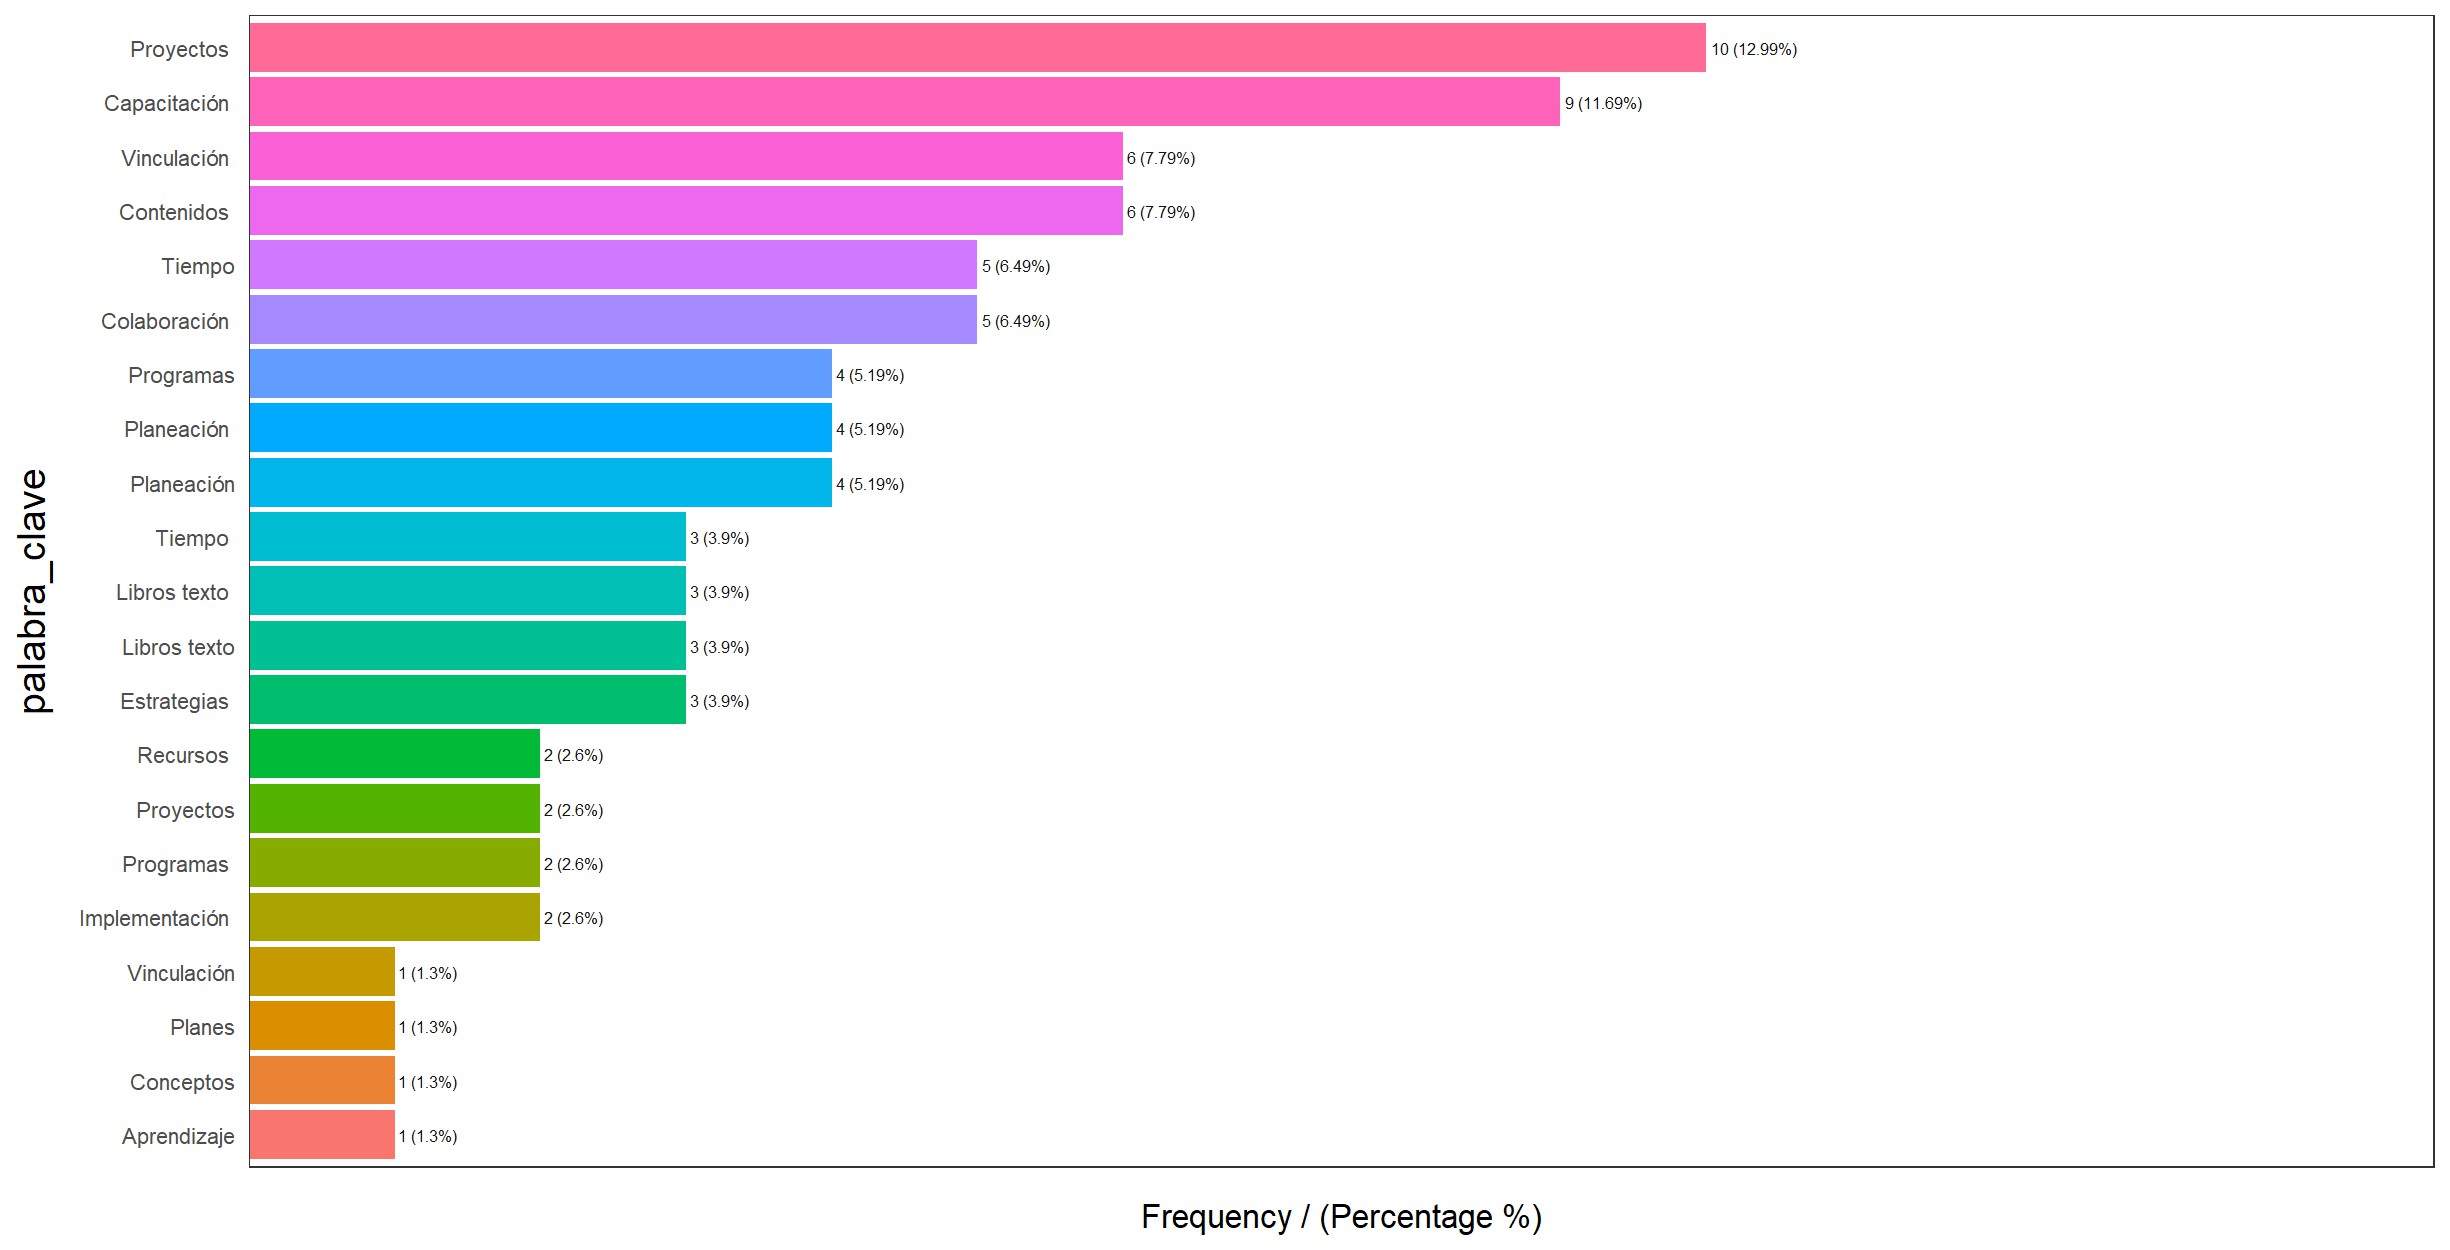 Proyectos 10 (12.99%)
Capacitación 9 (11.69%)
Vinculación 6 (7.79%)
Contenidos 6 (7.79%)
Tiempo 5 (6.49%)
Colaboración 5 (6.49%)
Programas 4 (5.19%)
Planeación 4 (5.19%)
Planeación 4 (5.19%)
Tiempo 3 (3.9%)
Libros texto 3 (3.9%)
Libros texto 3 (3.9%)
Estrategias 3 (3.9%)
Recursos 2 (2.6%)
Proyectos 2 (2.6%)
Programas 2 (2.6%)
Implementación 2 (2.6%)
Vinculación 1 (1.3%)
Planes 1 (1.3%)
Conceptos 1 (1.3%)
Aprendizaje 1 (1.3%)
palabra_clave
Frequency / (Percentage %)